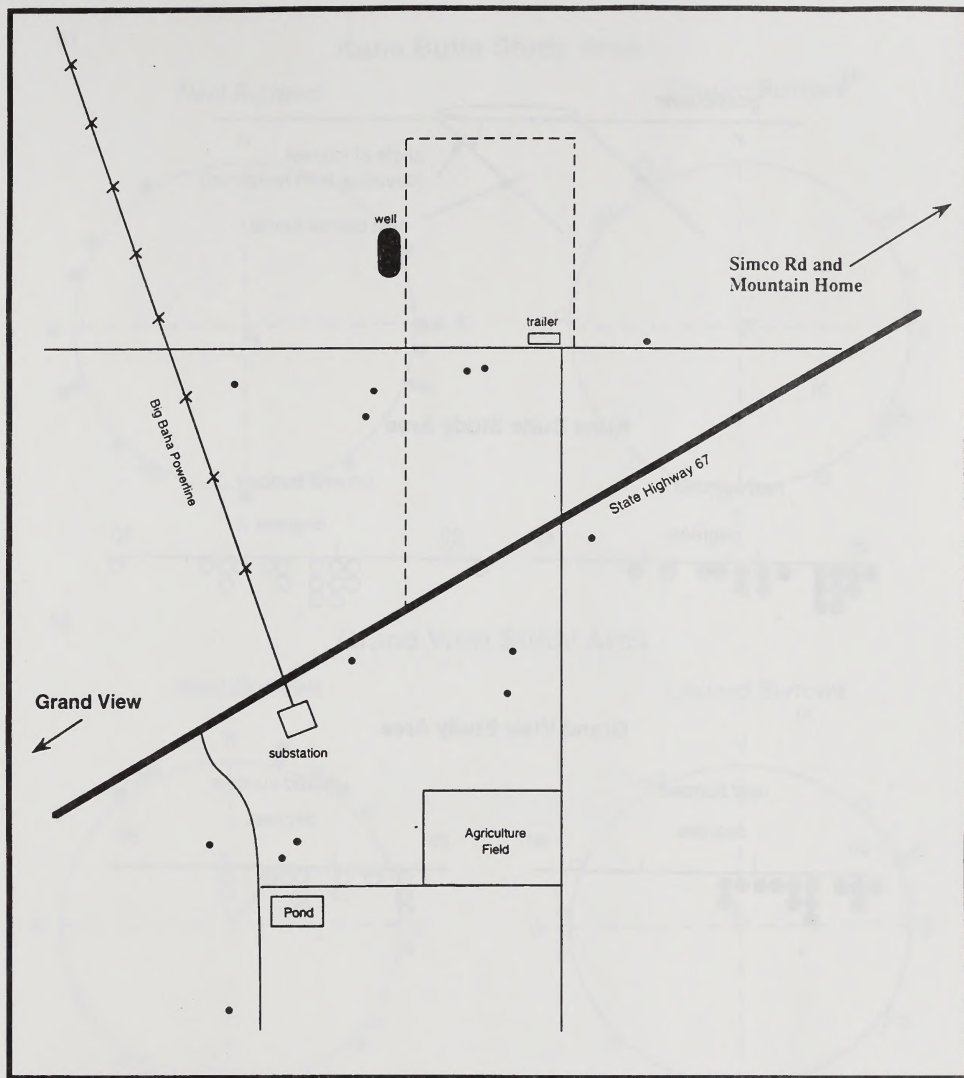 well
Simco Rd and
Mountain Home
trailer
Big Baha Powerline
State Highway 67
Grand View
substation
Agriculture
Field
Pond